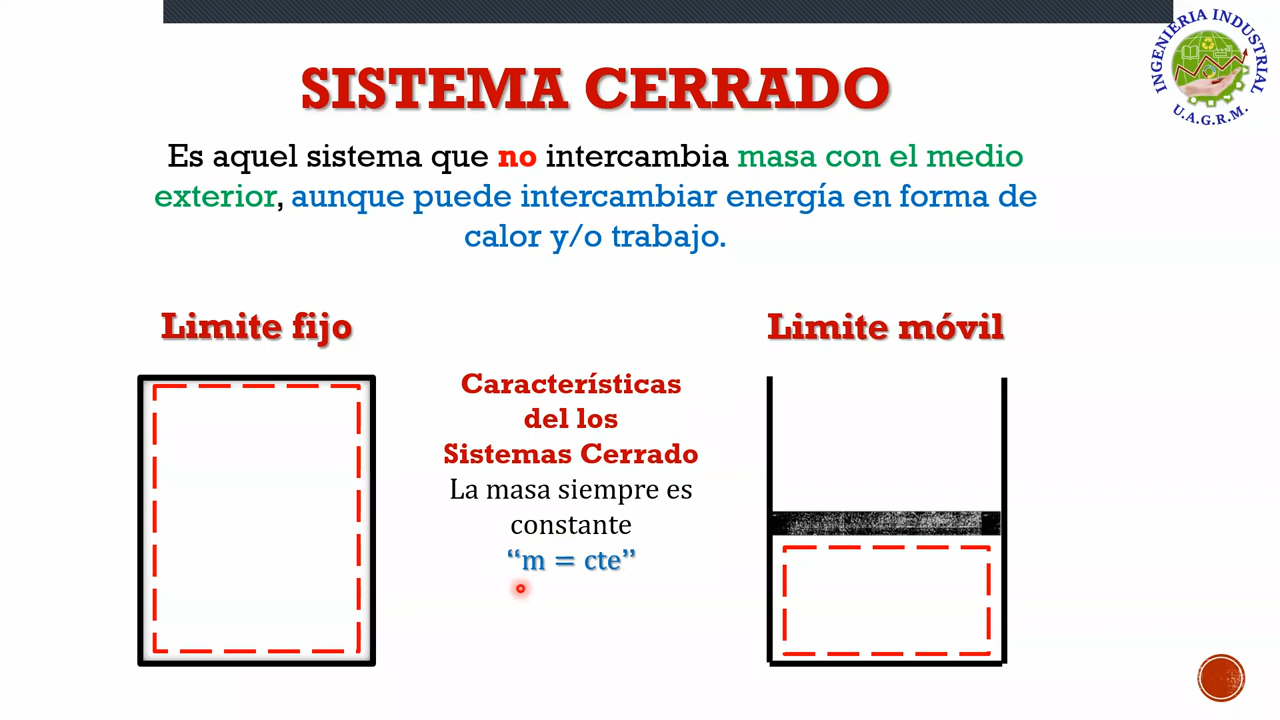 INGENIERIA INDUSTRIAL
U.A.G.R.M.
SISTEMA CERRADO
Es aquel sistema que no intercambia masa con el medio
exterior, aunque puede intercambiar energía en forma de
calor y/o trabajo.
Limite fijo
Limite móvil
Características
del los
Sistemas Cerrado
La masa siempre es
constante
“m = cte”